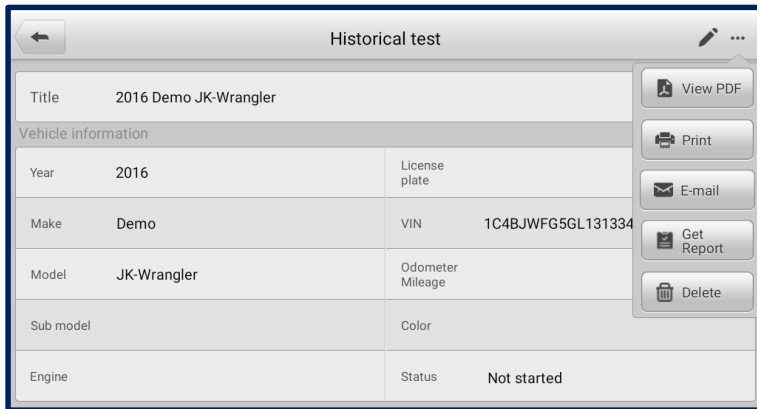 Historical test
Title 2016 Demo JK-Wrangler
View PDF
Vehicle information
Print
Year 2016 License plate
E-mail
Make Demo VIN 1C4BJWFG5GL131334
Get Report
Model JK-Wrangler Odometer Mileage
Delete
Sub model Color
Engine Status Not started